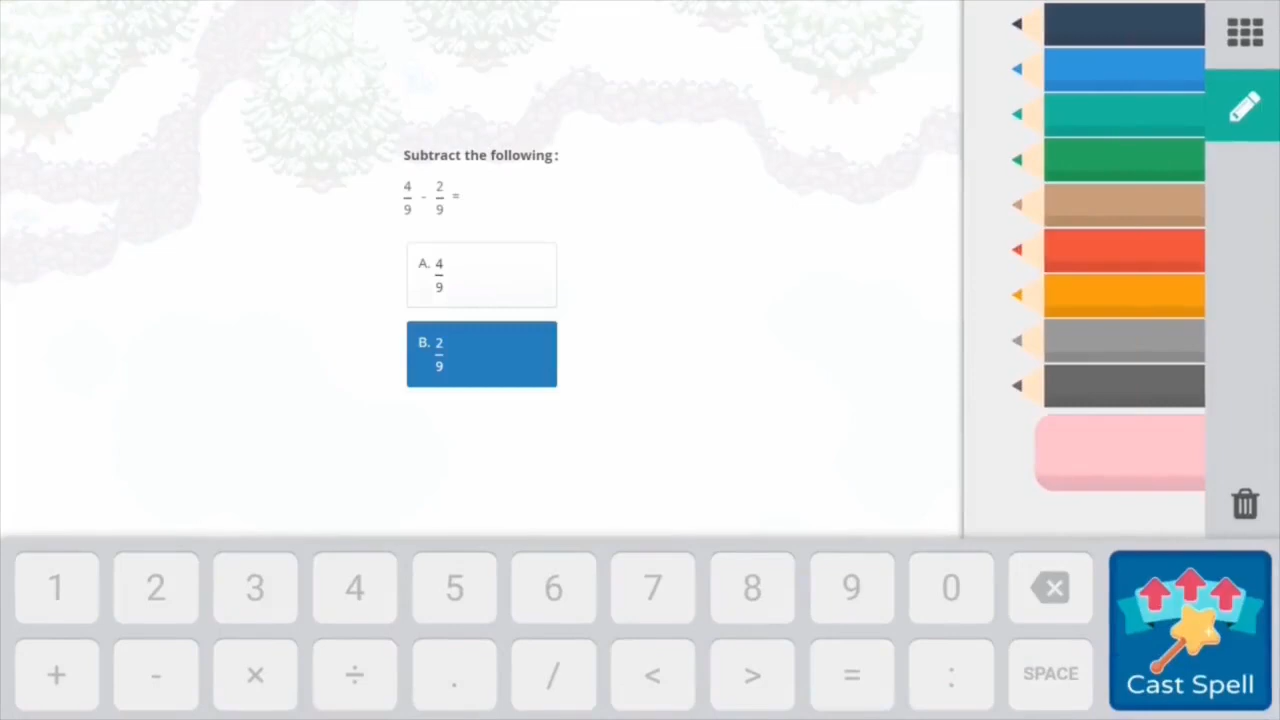 Subtract the following:
4/9 - 2/9 =
A. 4/9
B. 2/9
1 2 3 4 5 6 7 8 9 0
+ - × ÷ . / < > = : SPACE
Cast Spell